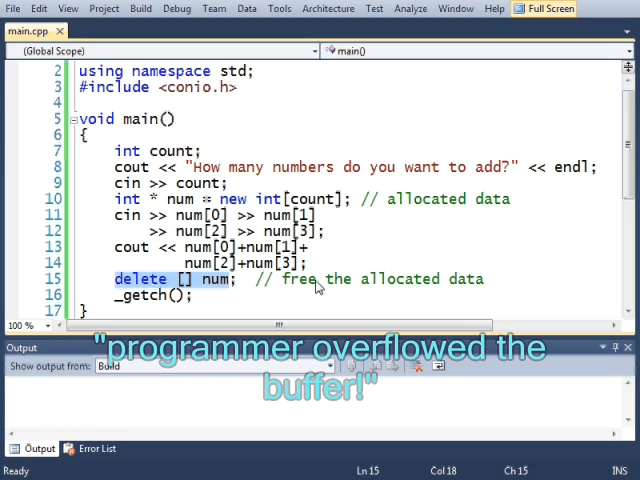 File Edit View Project Build Debug Team Data Tools Architecture Test Analyze Window Help Full Screen
main.cpp
(Global Scope) main()
2 using namespace std;
3 #include <conio.h>
4
5 void main()
6 {
7 int count;
8 cout << "How many numbers do you want to add?" << endl;
9 cin >> count;
10 int * num = new int[count]; // allocated data
11 cin >> num[0] >> num[1]
12 >> num[2] >> num[3];
13 cout << num[0]+num[1]+
14 num[2]+num[3];
15 delete [] num; // free the allocated data
16 _getch();
17 }
100 %
"programmer overflowed the
buffer!"
Output
Show output from: Build
Output Error List
Ready Ln 15 Col 18 Ch 15 INS